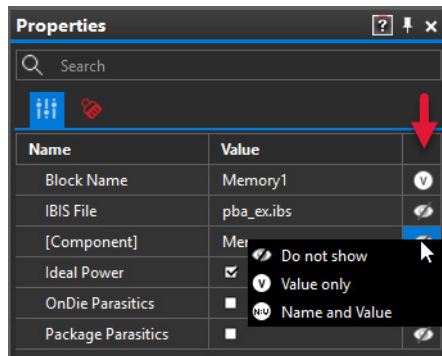 Properties
?
Search
Name Value
Block Name Memory1 V
IBIS File pba_ex.ibs
[Component] Mer
Do not show
Ideal Power
V Value only
OnDie Parasitics
N:V Name and Value
Package Parasitics